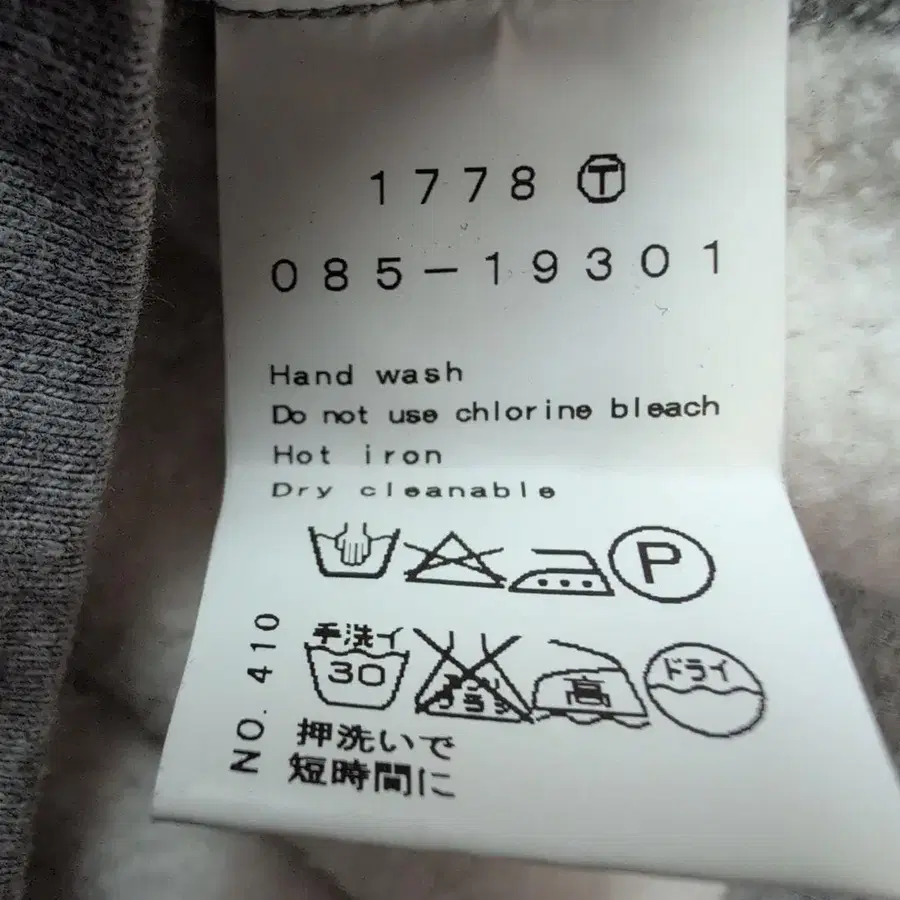 1778 Ⓣ
085-19301
Hand wash
Do not use chlorine bleach
Hot iron
Dry cleanable
P
手洗イ
30
高
ドライ
押洗いで
短時間に
NO. 410